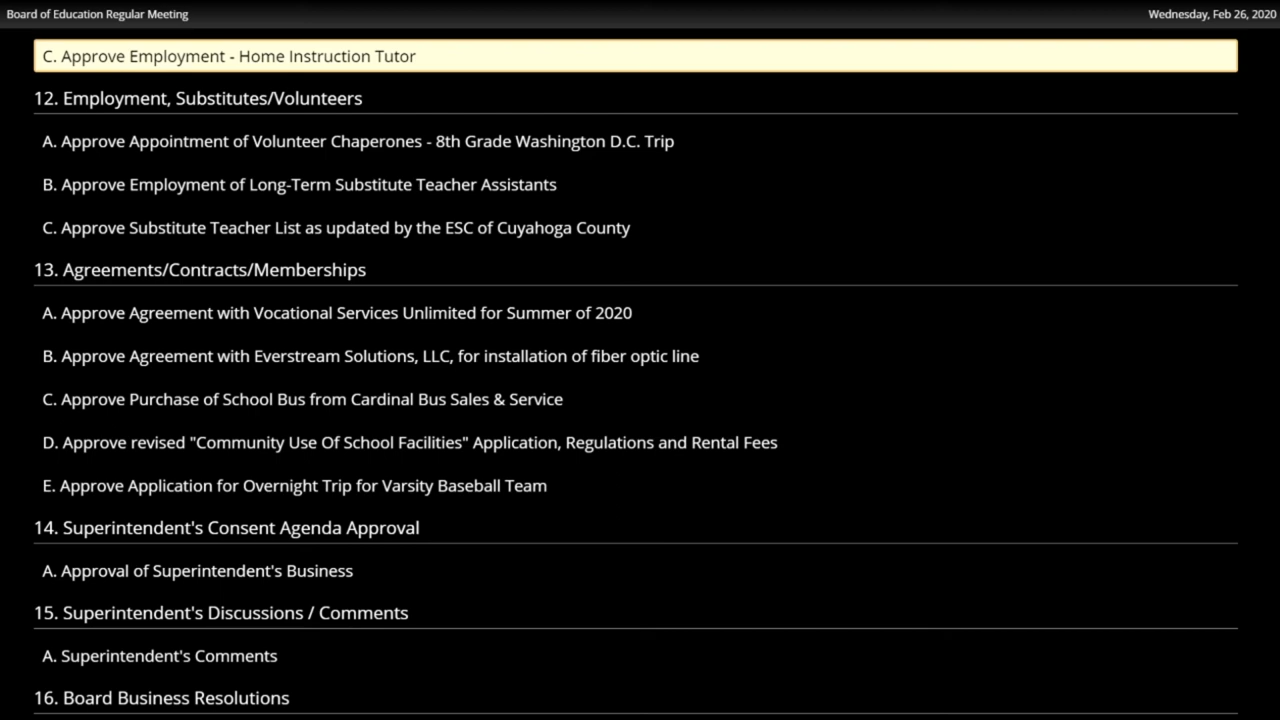 Board of Education Regular Meeting
Wednesday, Feb 26, 2020
C. Approve Employment - Home Instruction Tutor
12. Employment, Substitutes/Volunteers
A. Approve Appointment of Volunteer Chaperones - 8th Grade Washington D.C. Trip
B. Approve Employment of Long-Term Substitute Teacher Assistants
C. Approve Substitute Teacher List as updated by the ESC of Cuyahoga County
13. Agreements/Contracts/Memberships
A. Approve Agreement with Vocational Services Unlimited for Summer of 2020
B. Approve Agreement with Everstream Solutions, LLC, for installation of fiber optic line
C. Approve Purchase of School Bus from Cardinal Bus Sales & Service
D. Approve revised "Community Use Of School Facilities" Application, Regulations and Rental Fees
E. Approve Application for Overnight Trip for Varsity Baseball Team
14. Superintendent's Consent Agenda Approval
A. Approval of Superintendent's Business
15. Superintendent's Discussions / Comments
A. Superintendent's Comments
16. Board Business Resolutions